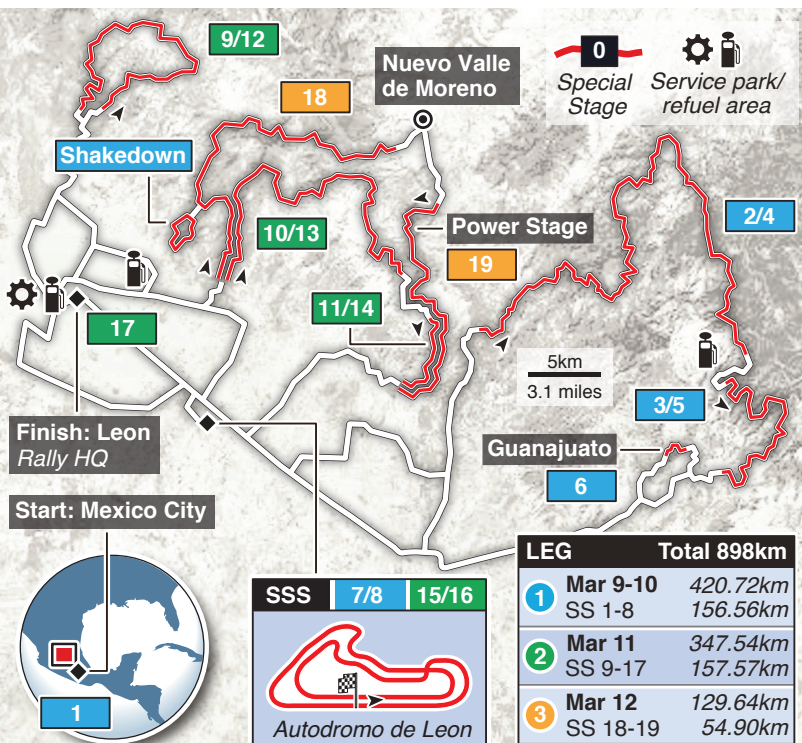 9/12
Nuevo Valle
de Moreno
0
Special
Stage
Service park/
refuel area
18
Shakedown
2/4
10/13
Power Stage
19
11/14
17
5km
3.1 miles
3/5
Finish: Leon
Rally HQ
Guanajuato
6
Start: Mexico City
1
SSS 7/8 15/16
Autodromo de Leon
LEG Total 898km
1 Mar 9-10 420.72km
SS 1-8 156.56km
2 Mar 11 347.54km
SS 9-17 157.57km
3 Mar 12 129.64km
SS 18-19 54.90km